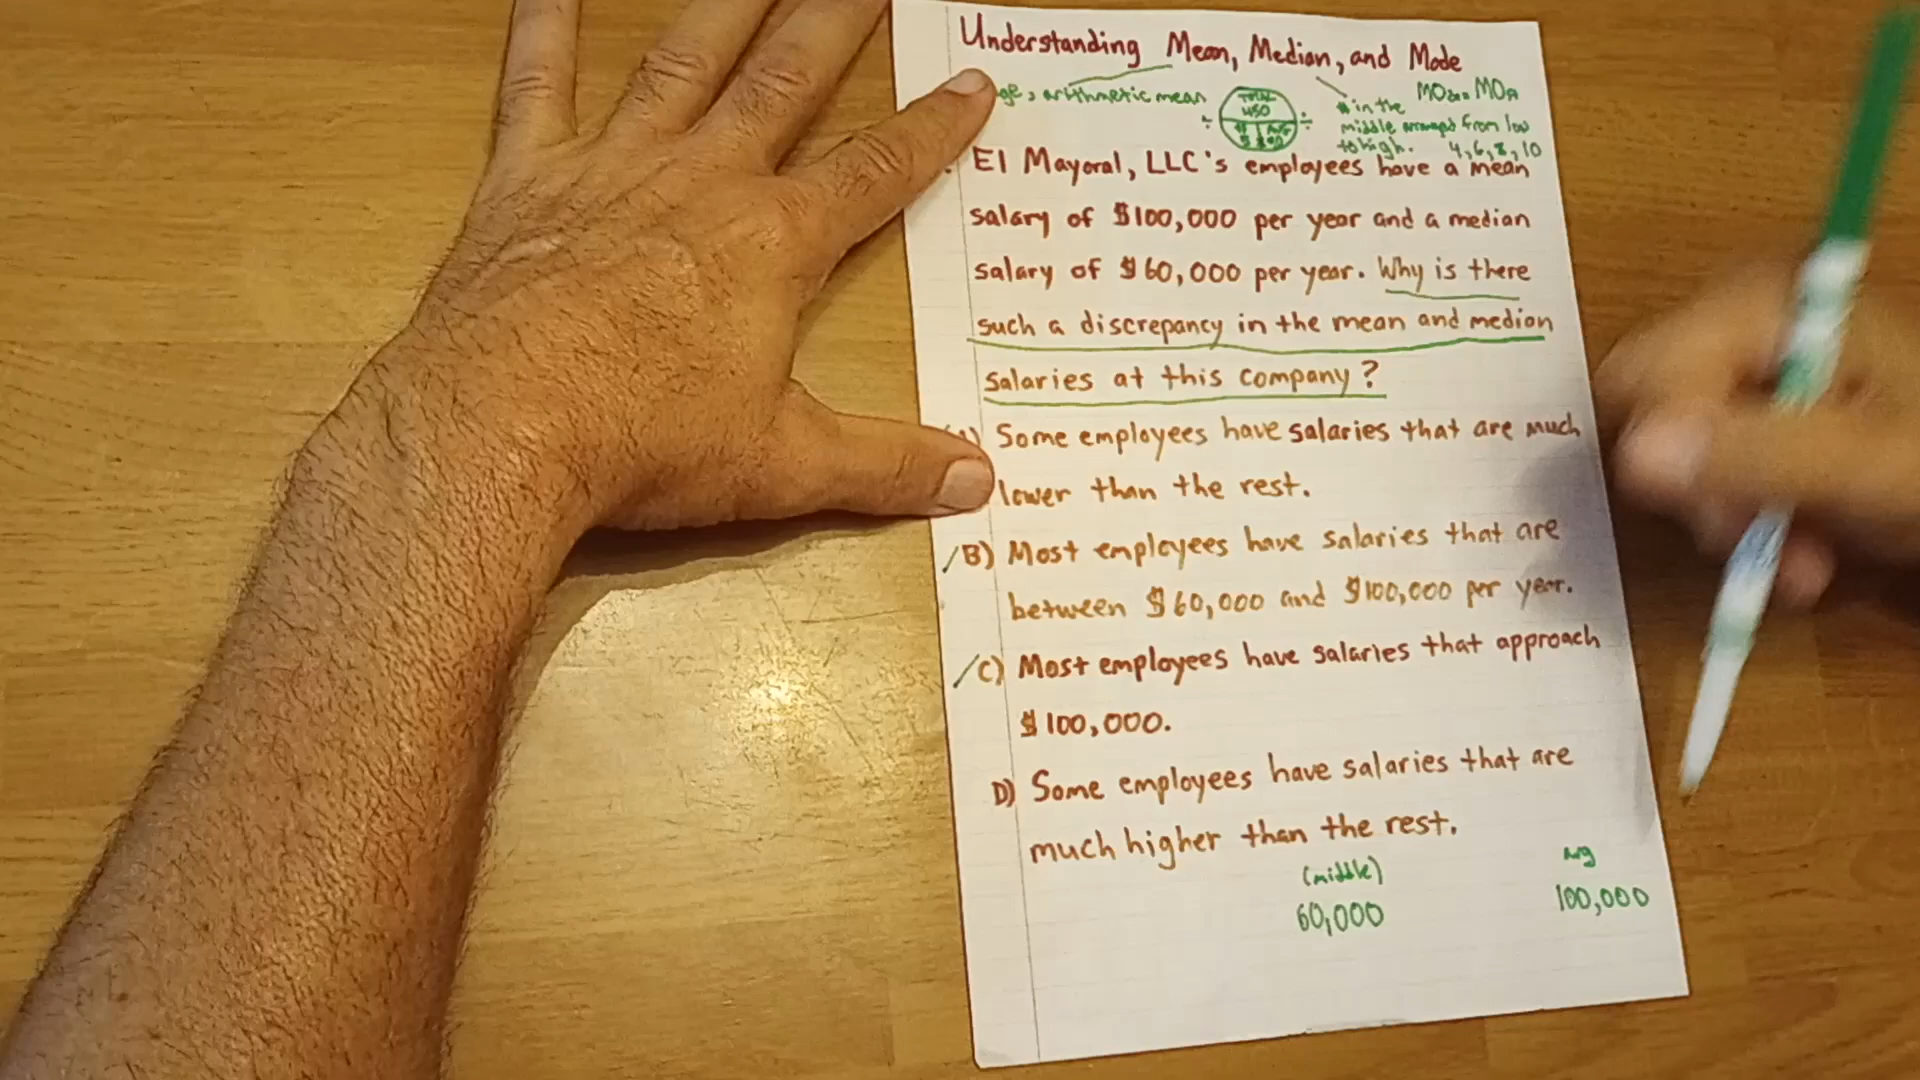 Understanding Mean, Median, and Mode
ge, arithmetic mean
TOTAL
450
÷ ÷
# in the
middle arranged from low
to high. 4, 6, 8, 10
El Mayoral, LLC's employees have a mean
salary of $100,000 per year and a median
salary of $60,000 per year. Why is there
such a discrepancy in the mean and median
salaries at this company?
Some employees have salaries that are much
lower than the rest.
B) Most employees have salaries that are
between $60,000 and $100,000 per year.
C) Most employees have salaries that approach
$100,000.
D) Some employees have salaries that are
much higher than the rest.
(middle) Avg
60,000 100,000